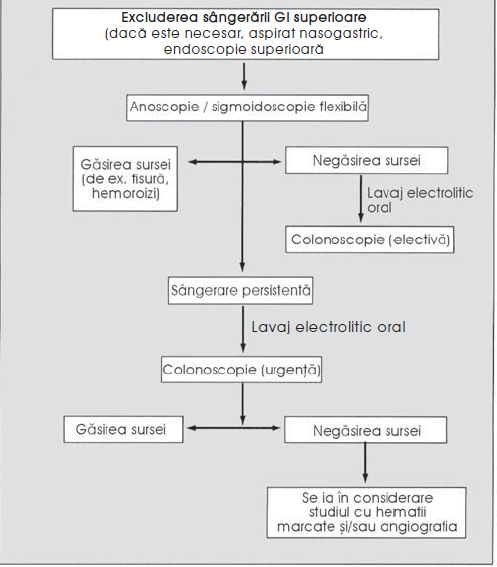 Excluderea sângerării GI superioare
(dacă este necesar, aspirat nasogastric,
endoscopie superioară
Anoscopie / sigmoidoscopie flexibilă
Găsirea sursei
(de ex. fisură,
hemoroizi)
Negăsirea sursei
Lavaj electrolitic
oral
Colonoscopie (electivă)
Sângerare persistentă
Lavaj electrolitic oral
Colonoscopie (urgență)
Găsirea sursei
Negăsirea sursei
Se ia în considerare
studiul cu hematii
marcate și/sau angiografia